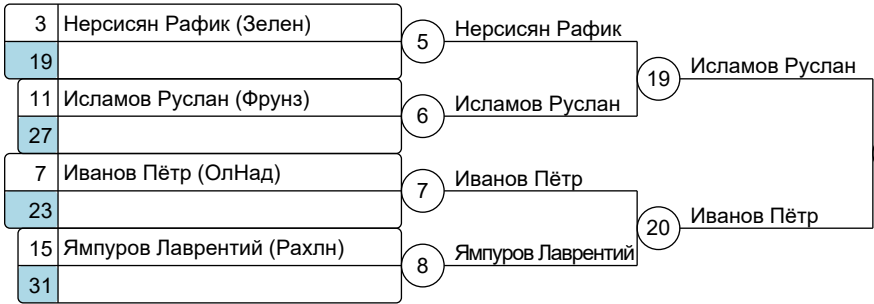 3 Нерсисян Рафик (Зелен)
19
5 Нерсисян Рафик
11 Исламов Руслан (Фрунз)
27
6 Исламов Руслан
19 Исламов Руслан
7 Иванов Пётр (ОлНад)
23
7 Иванов Пётр
15 Ямпуров Лаврентий (Рахлн)
31
8 Ямпуров Лаврентий
20 Иванов Пётр